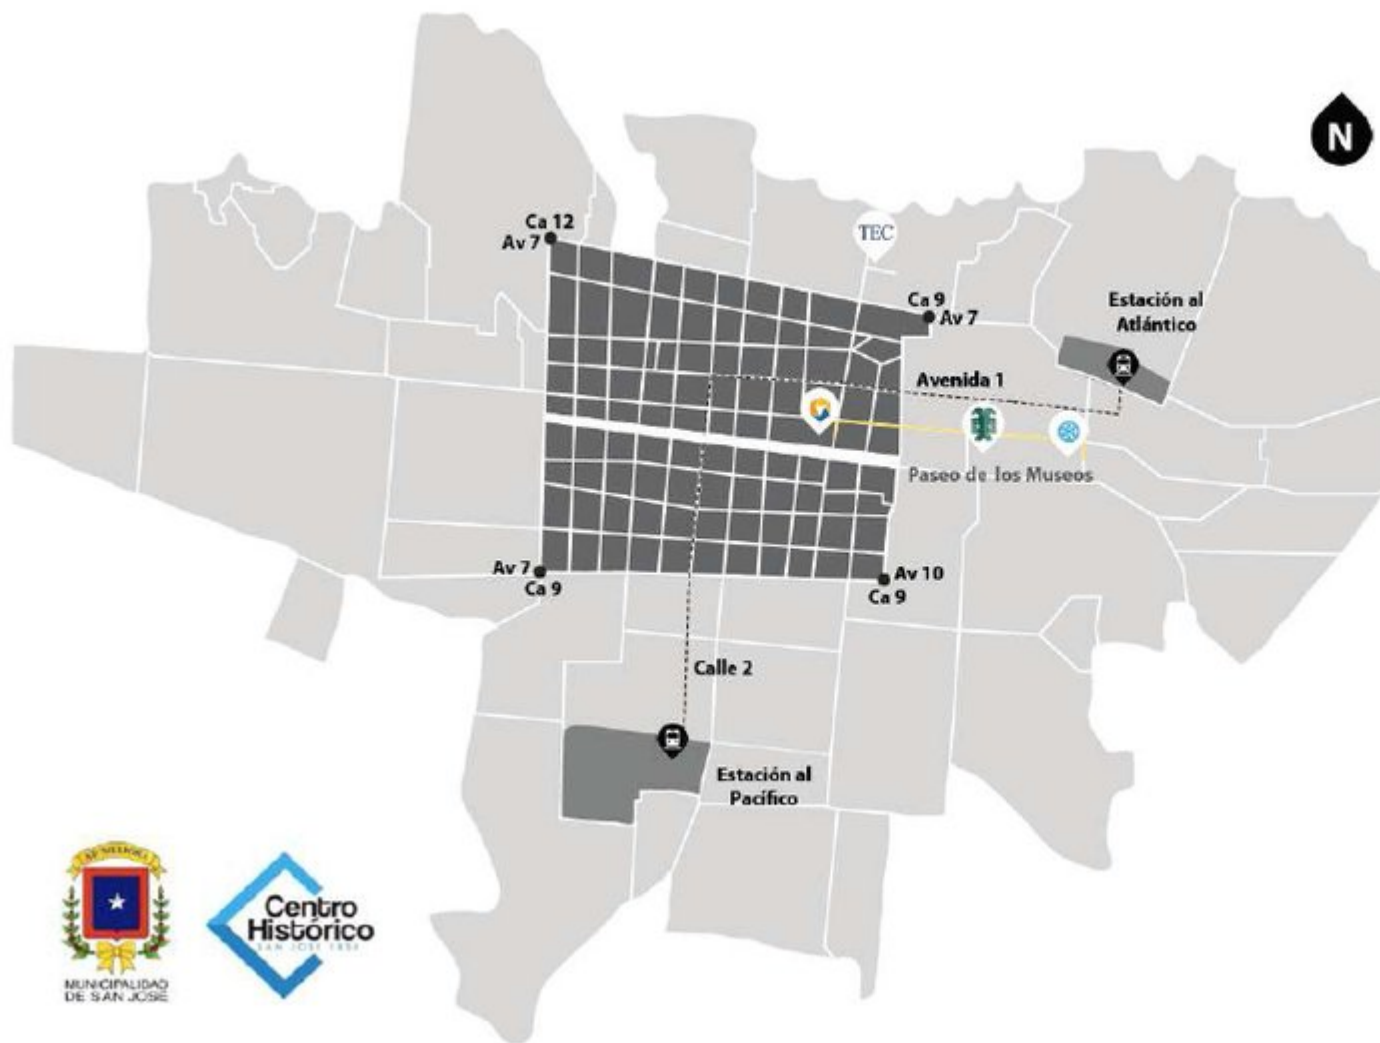 N
Ca 12
Av 7
TEC
Ca 9
Av 7
Estación al
Atlántico
Avenida 1
Paseo de los Museos
Av 7
Ca 9
Av 10
Ca 9
Calle 2
Estación al
Pacífico
Centro
Histórico
MUNICIPALIDAD
DE SAN JOSÉ